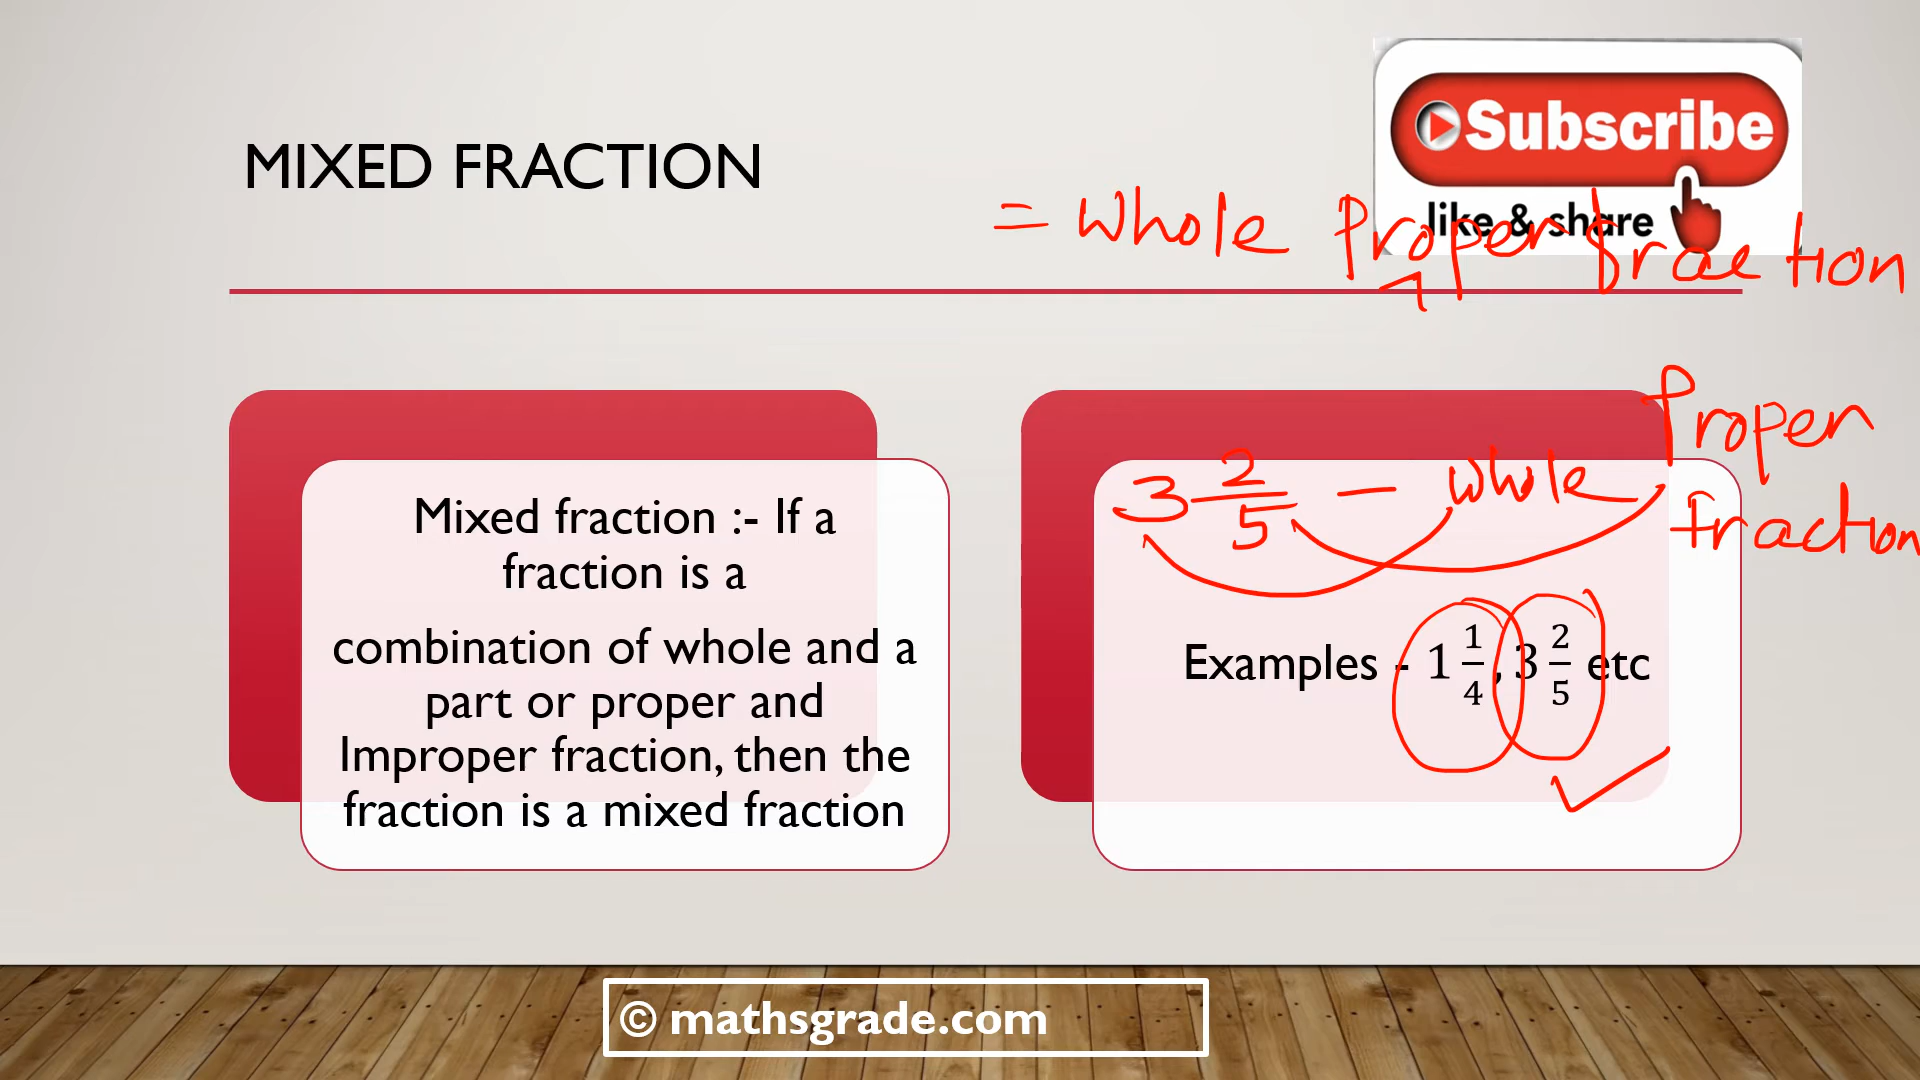 MIXED FRACTION
Subscribe
like & share
= whole Proper fraction
Mixed fraction :- If a
fraction is a
combination of whole and a
part or proper and
Improper fraction, then the
fraction is a mixed fraction
3 2/5 — whole
Proper
fraction
Examples - 1 1/4, 3 2/5 etc
© mathsgrade.com